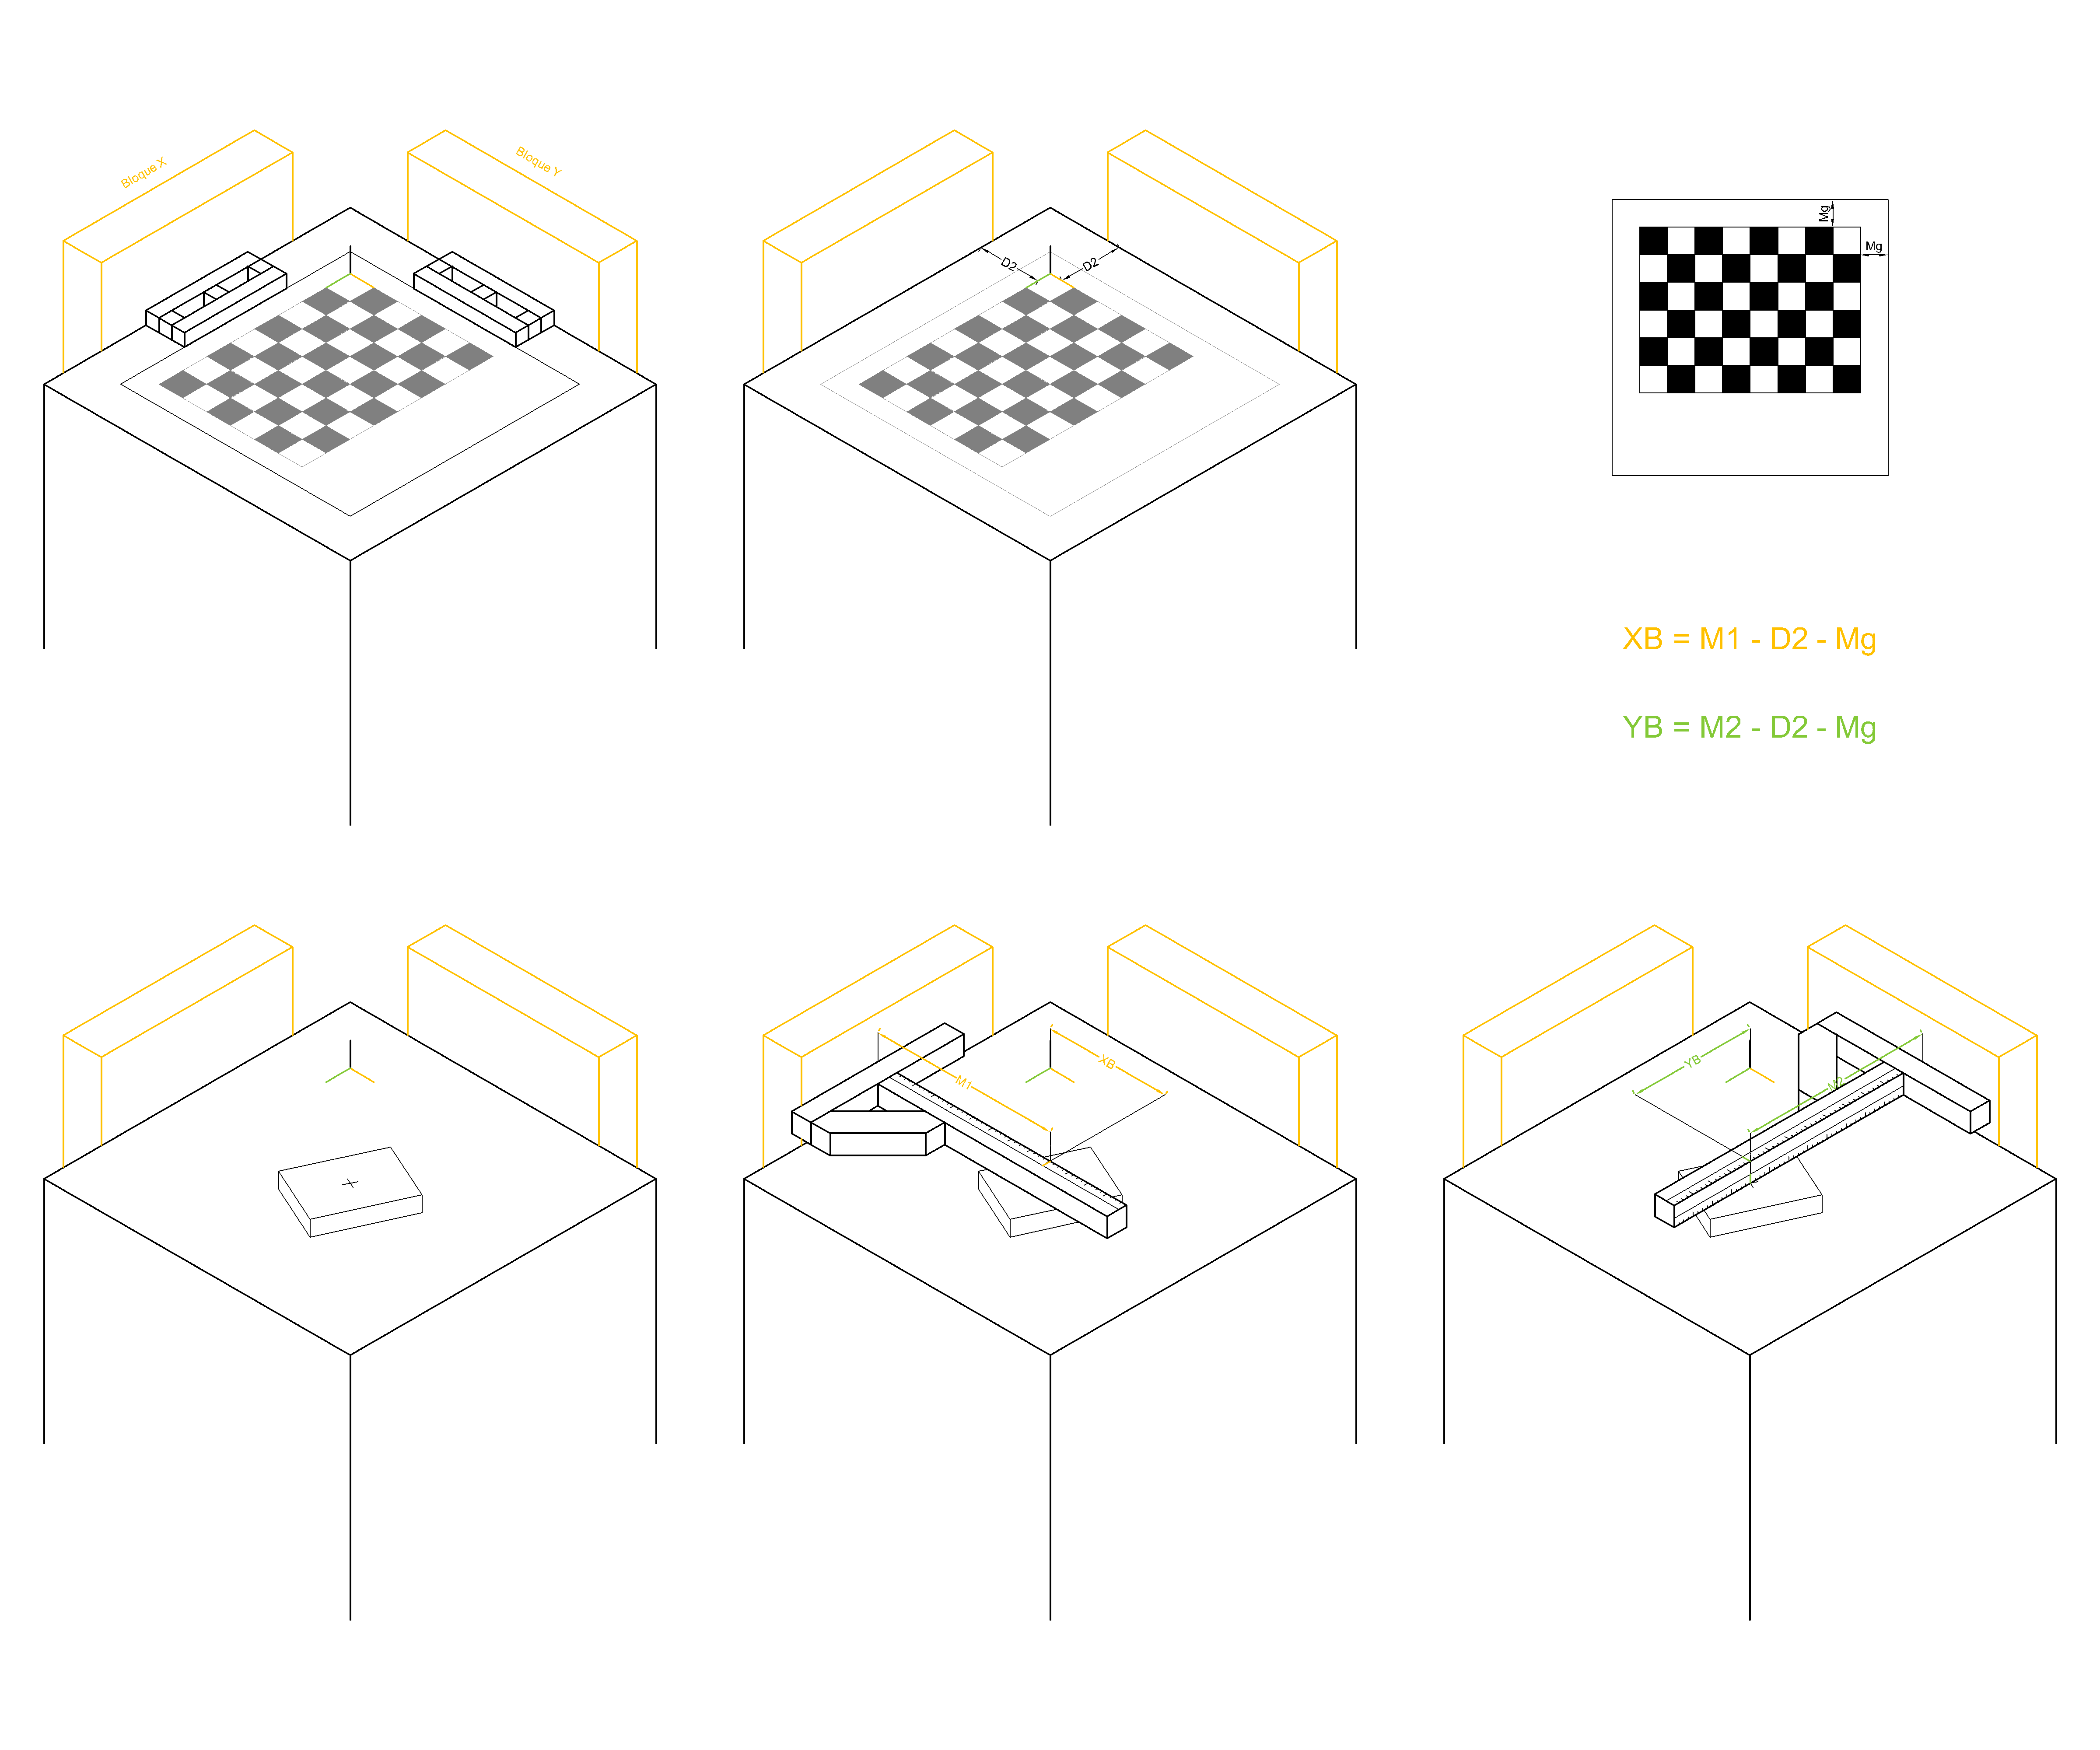 Bloque X
Bloque Y
D2
D2
Mg
Mg
XB = M1 - D2 - Mg
YB = M2 - D2 - Mg
M1
XB
YB
M2